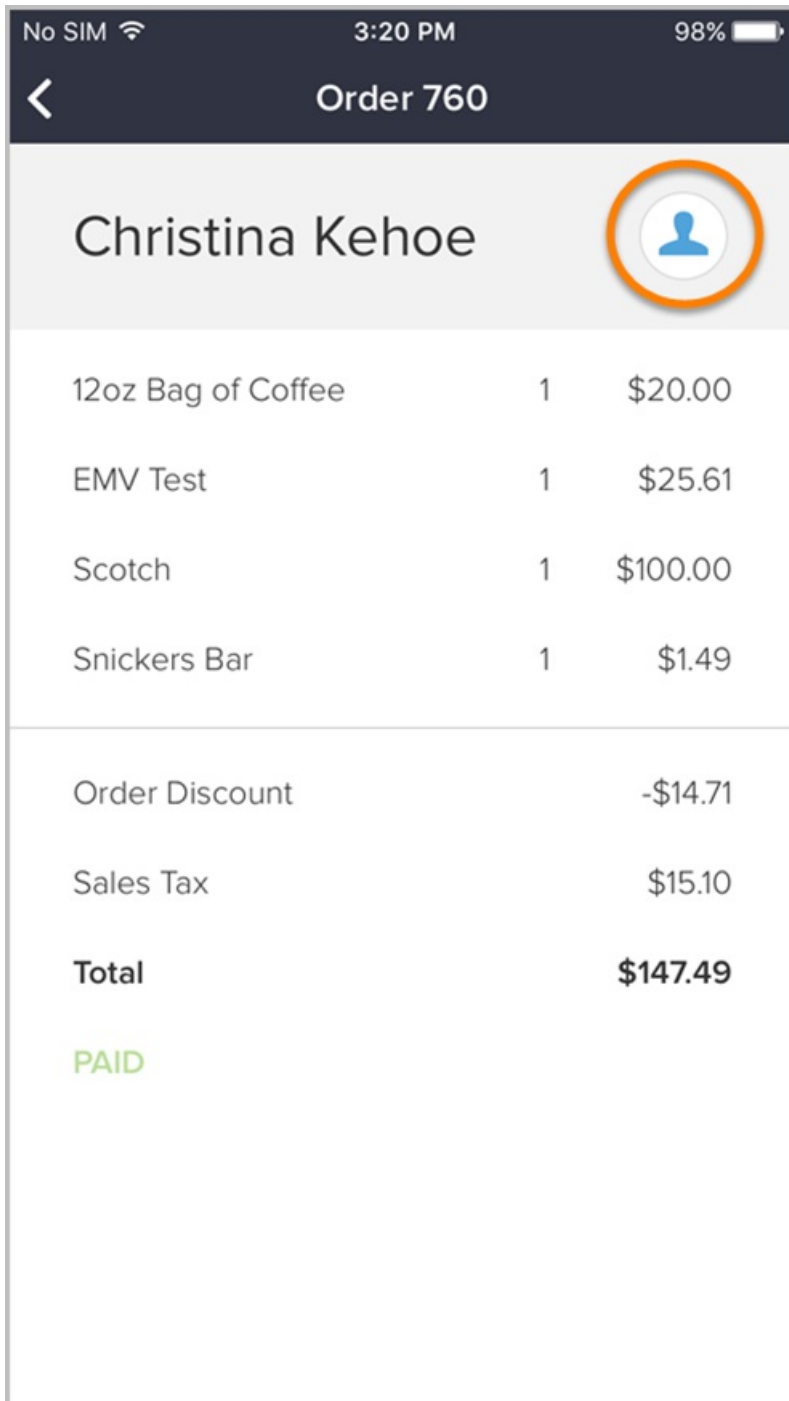 No SIM 3:20 PM 98%
Order 760
Christina Kehoe
12oz Bag of Coffee 1 $20.00
EMV Test 1 $25.61
Scotch 1 $100.00
Snickers Bar 1 $1.49
Order Discount -$14.71
Sales Tax $15.10
Total $147.49
PAID